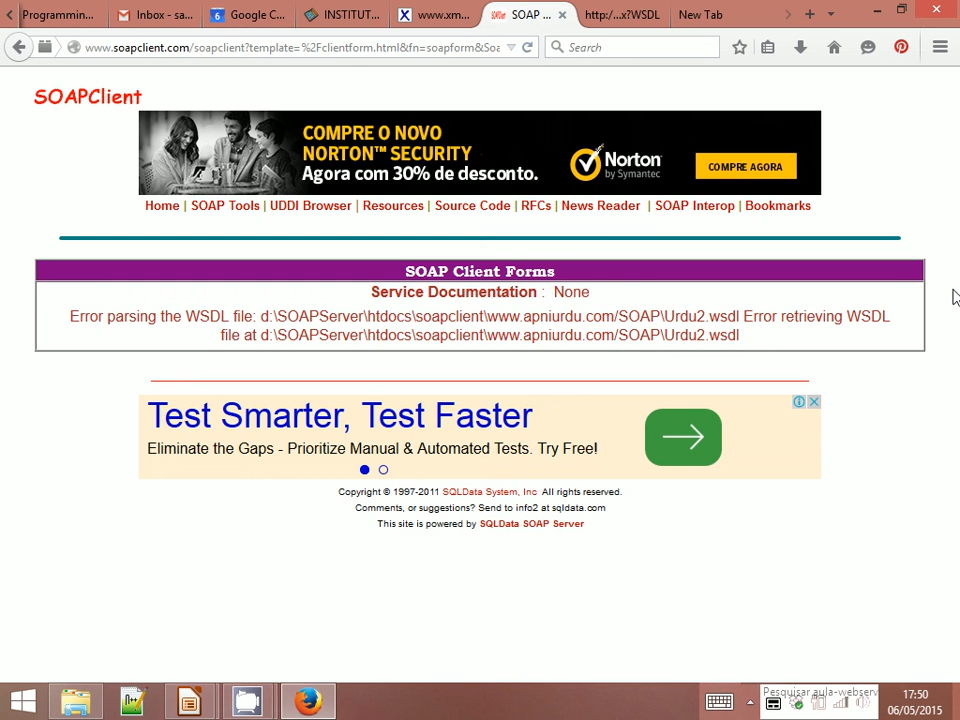 Programmin...
Inbox - sa...
6 Google C...
INSTITUT...
X www.xm...
SOAP ...
http:/...x?WSDL
New Tab
www.soapclient.com/soapclient?template=%2Fclientform.html&fn=soapform&Soa
Search
SOAPClient
COMPRE O NOVO
NORTON™ SECURITY
Agora com 30% de desconto.
Norton
by Symantec
COMPRE AGORA
Home | SOAP Tools | UDDI Browser | Resources | Source Code | RFCs | News Reader | SOAP Interop | Bookmarks
SOAP Client Forms
Service Documentation : None
Error parsing the WSDL file: d:\SOAPServer\htdocs\soapclient\www.apniurdu.com/SOAP\Urdu2.wsdl Error retrieving WSDL
file at d:\SOAPServer\htdocs\soapclient\www.apniurdu.com/SOAP\Urdu2.wsdl
Test Smarter, Test Faster
Eliminate the Gaps - Prioritize Manual & Automated Tests. Try Free!
Copyright © 1997-2011 SQLData System, Inc All rights reserved.
Comments, or suggestions? Send to info2 at sqldata.com
This site is powered by SQLData SOAP Server
Pesquisar aula-webserv
17:50
06/05/2015